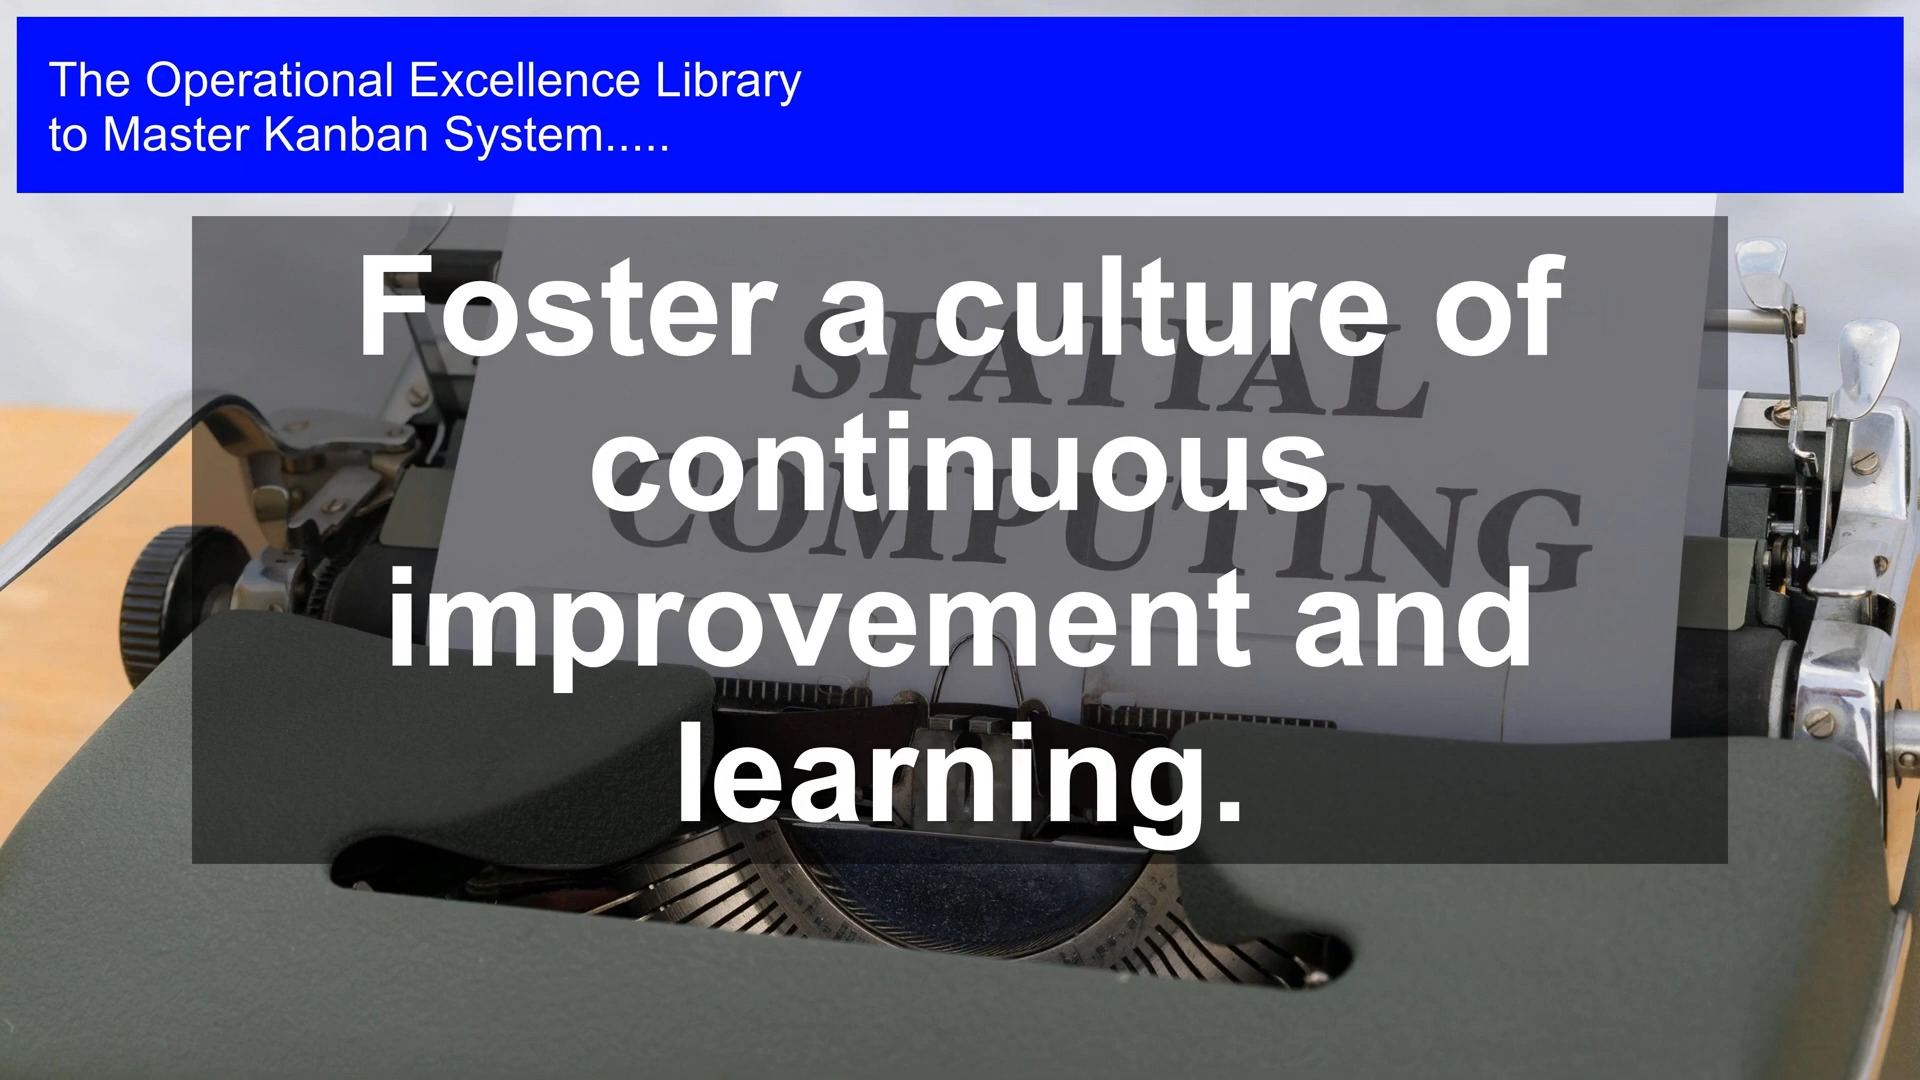 The Operational Excellence Library
to Master Kanban System.....
Foster a culture of
continuous
improvement and
learning.
SPATIAL
COMPUTING